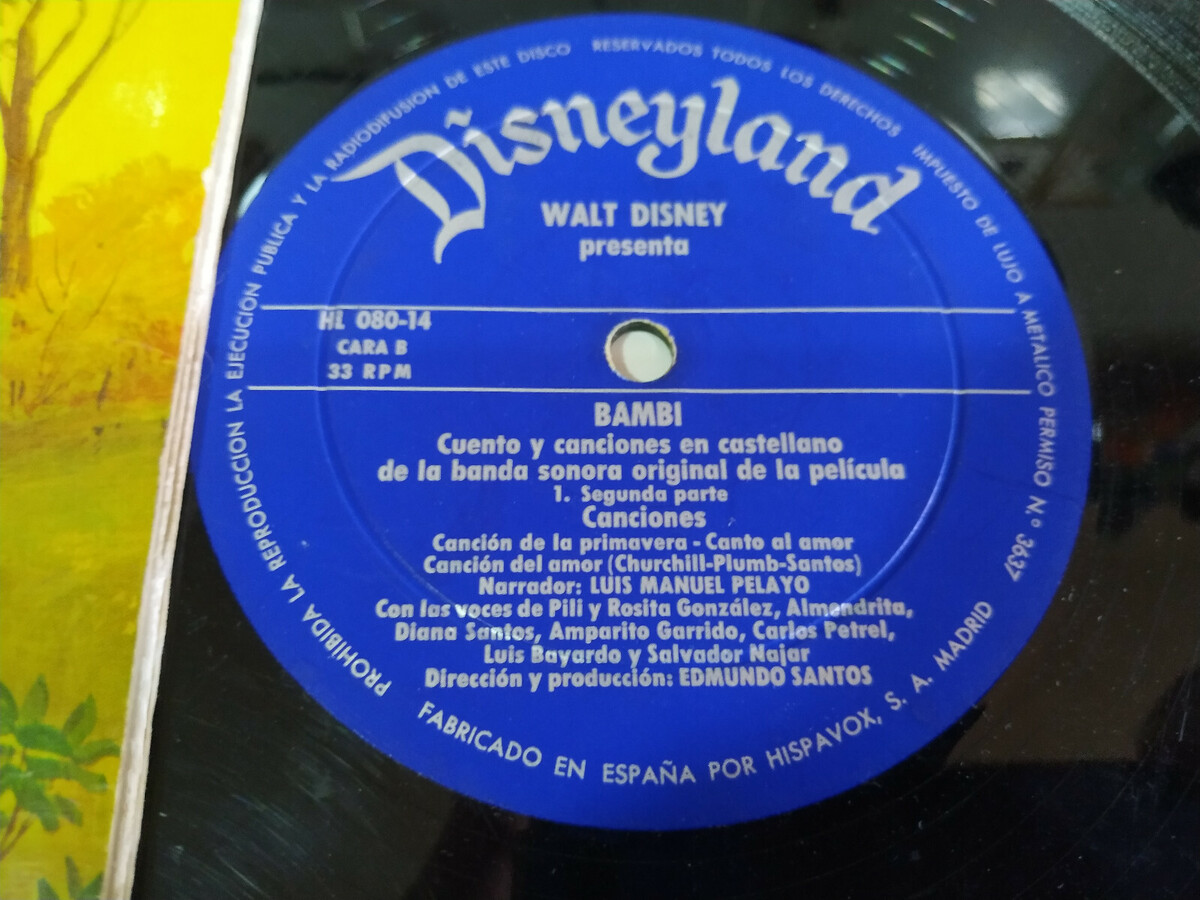 PROHIBIDA LA REPRODUCCION LA EJECUCIÓN PUBLICA Y LA RADIODIFUSION DE ESTE DISCO RESERVADOS TODOS LOS DERECHOS IMPUESTO DE LUJO A METALICO PERMISO Nº 3637
Disneyland
WALT DISNEY
presenta
HL 080-14
CARA B
33 RPM
BAMBI
Cuento y canciones en castellano
de la banda sonora original de la película
1. Segunda parte
Canciones
Canción de la primavera - Canto al amor
Canción del amor (Churchill-Plumb-Santos)
Narrador: LUIS MANUEL PELAYO
Con las voces de Pili y Rosita González, Almendrita,
Diana Santos, Amparito Garrido, Carlos Petrel,
Luis Bayardo y Salvador Najar
Dirección y producción: EDMUNDO SANTOS
FABRICADO EN ESPAÑA POR HISPAVOX, S. A. MADRID